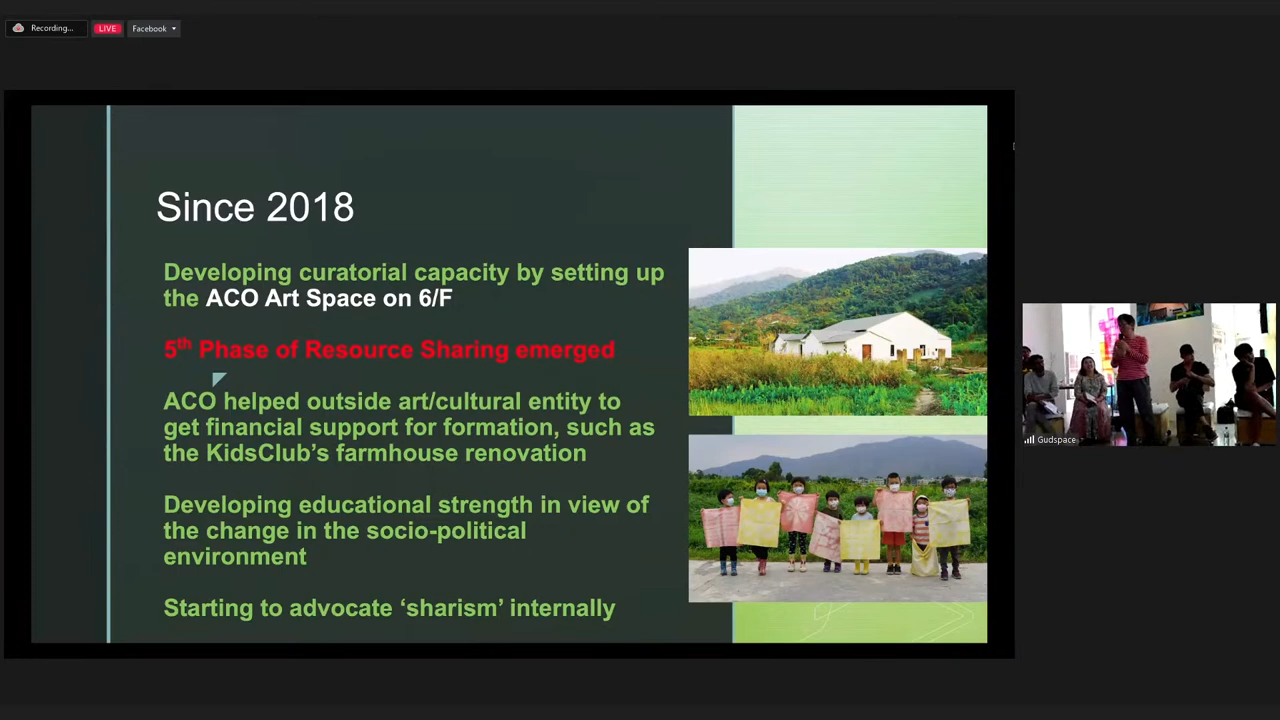 Recording...
LIVE
Facebook
Since 2018
Developing curatorial capacity by setting up
the ACO Art Space on 6/F
5th Phase of Resource Sharing emerged
ACO helped outside art/cultural entity to
get financial support for formation, such as
the KidsClub’s farmhouse renovation
Developing educational strength in view of
the change in the socio-political
environment
Starting to advocate ‘sharism’ internally
Gudspace